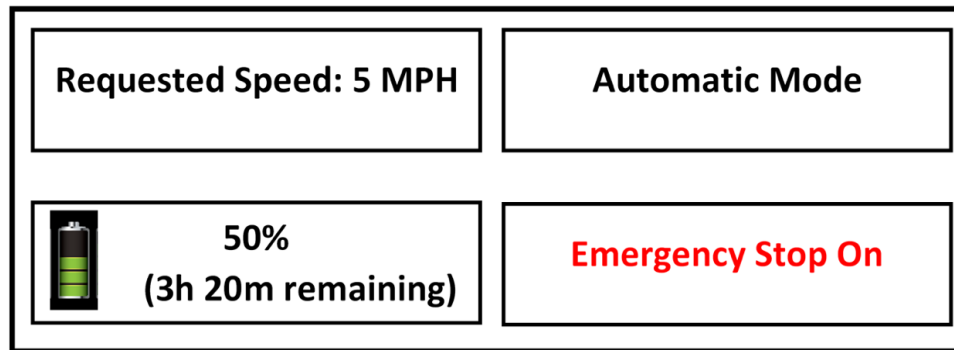 Requested Speed: 5 MPH
Automatic Mode
50%
(3h 20m remaining)
Emergency Stop On